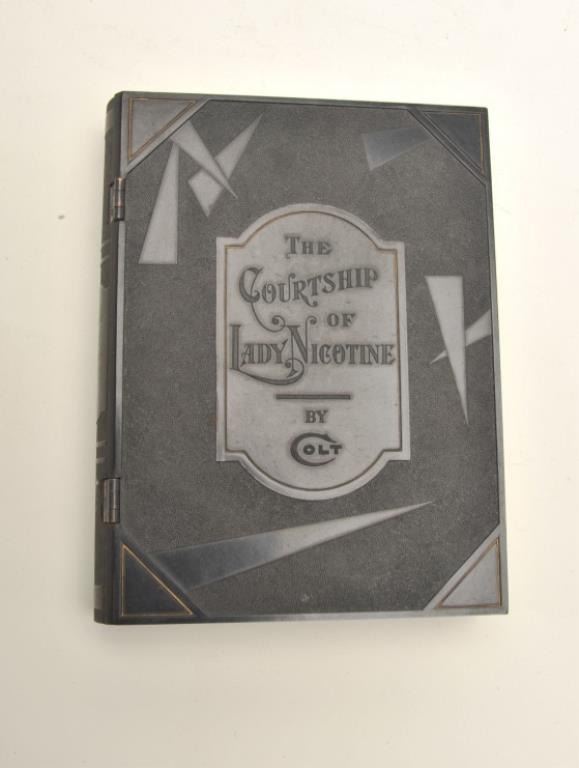 THE
COURTSHIP
OF
LADY NICOTINE
BY
COLT